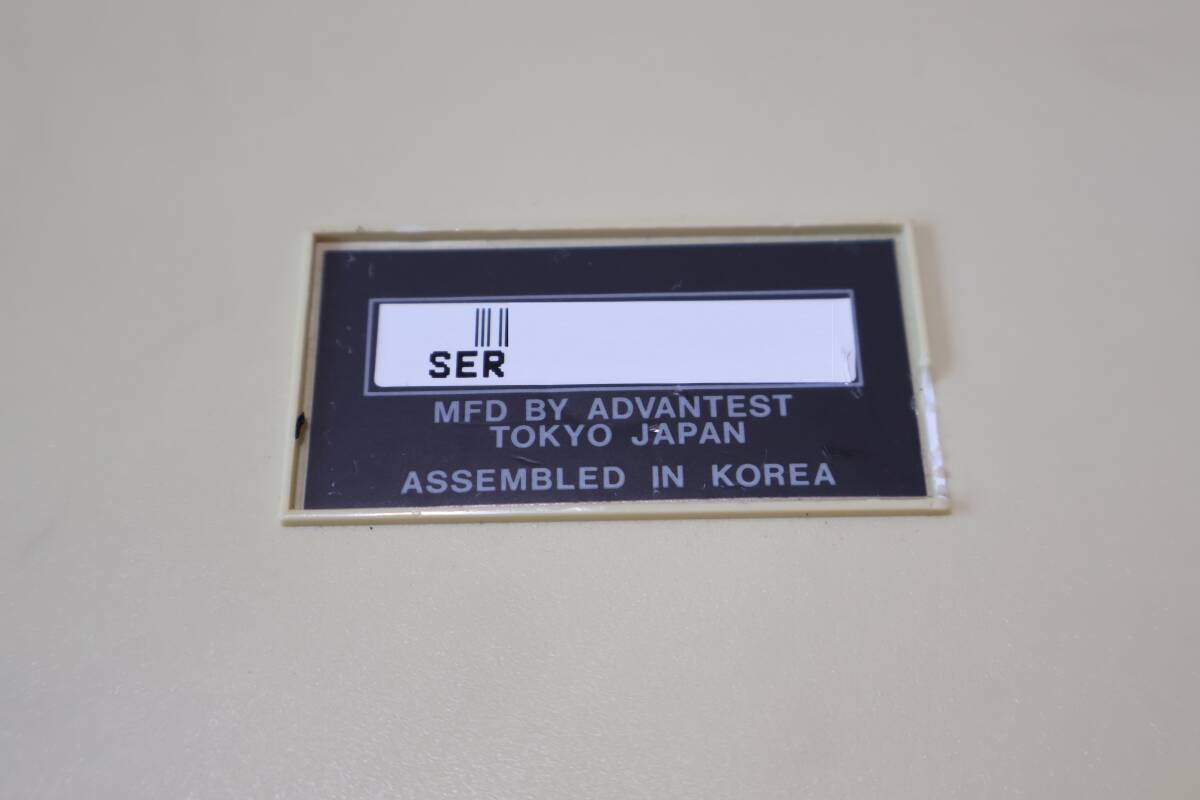 SER
MFD BY ADVANTEST
TOKYO JAPAN
ASSEMBLED IN KOREA